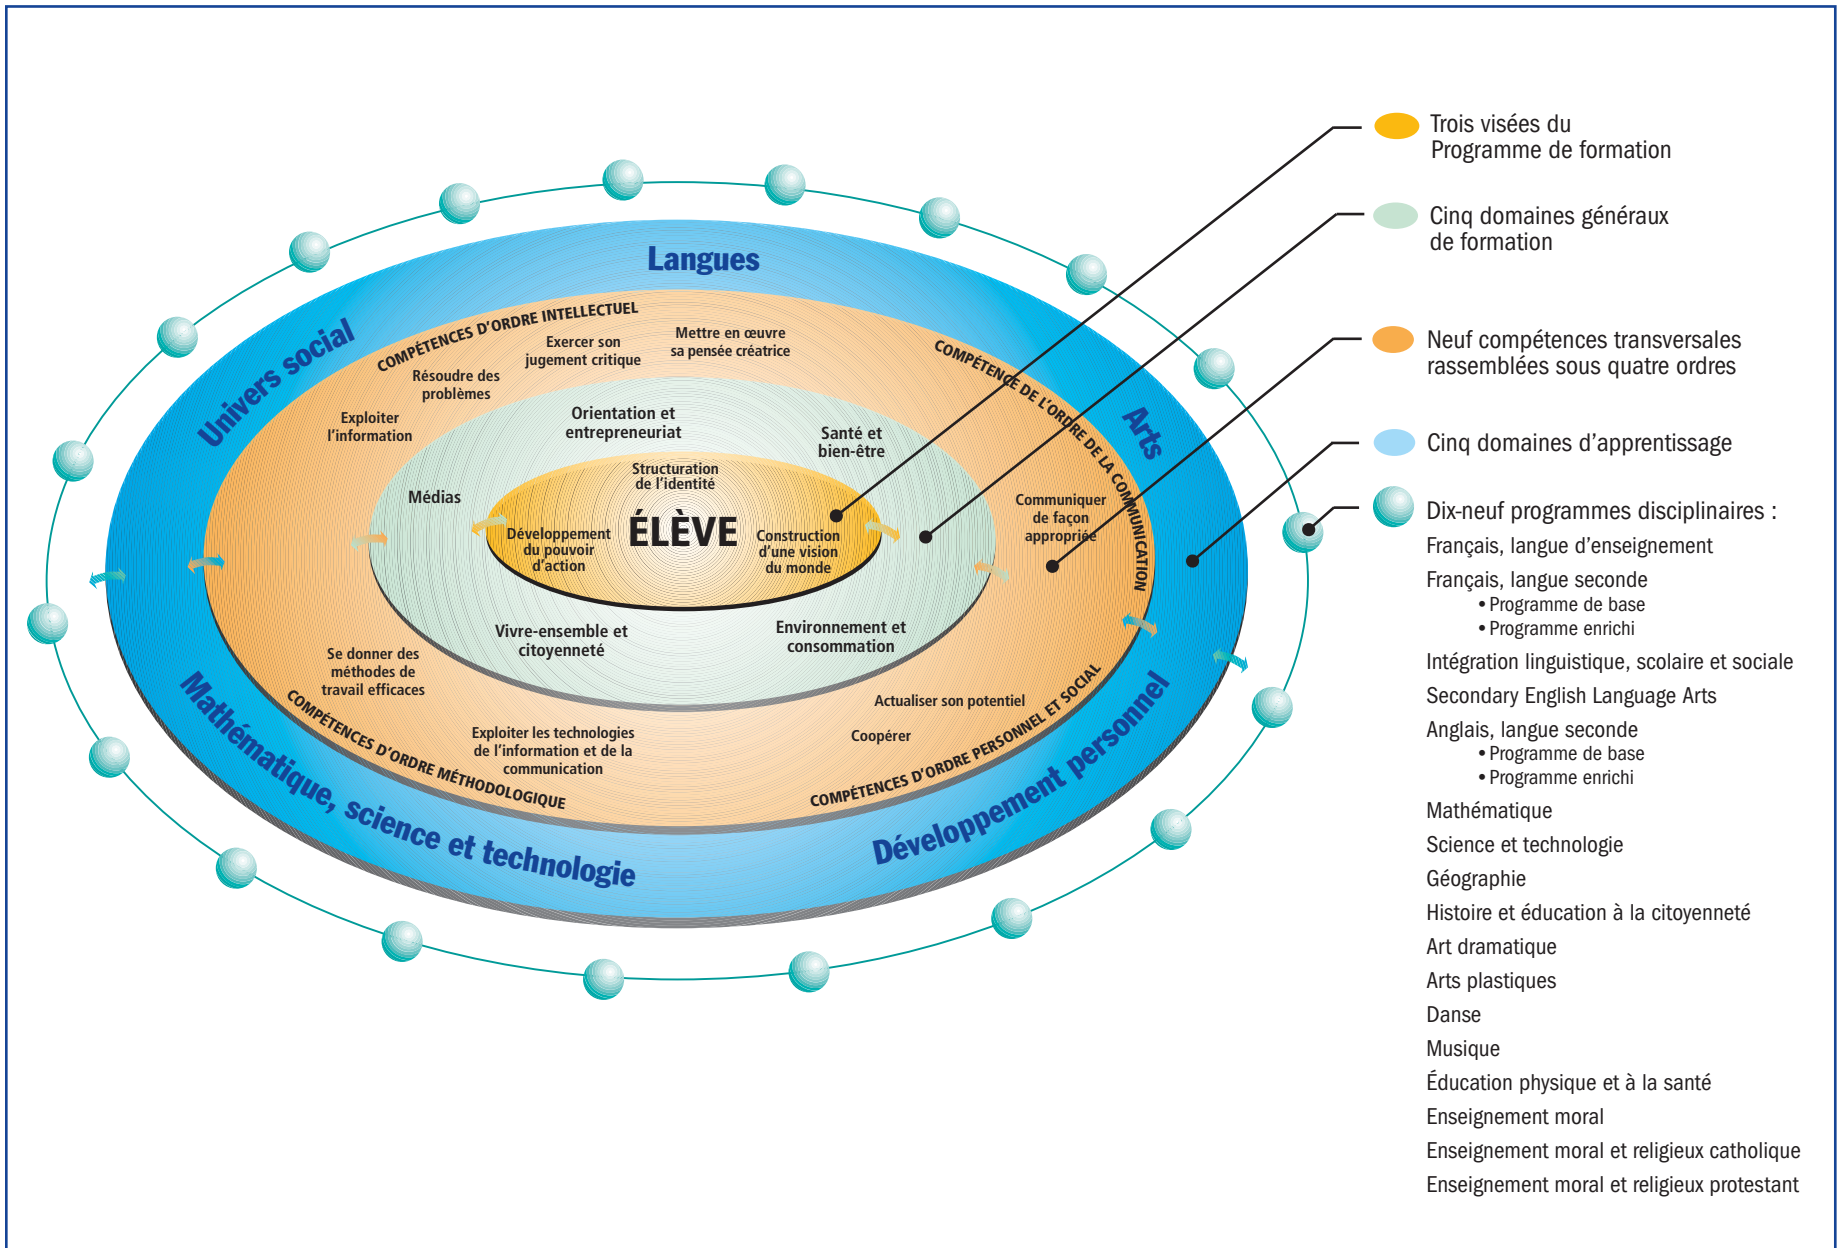 Langues
Univers social
Arts
Mathématique, science et technologie
Développement personnel
COMPÉTENCES D'ORDRE INTELLECTUEL
Exploiter
l'information
Résoudre des
problèmes
Exercer son
jugement critique
Mettre en œuvre
sa pensée créatrice
COMPÉTENCE DE L'ORDRE DE LA COMMUNICATION
Communiquer
de façon
appropriée
COMPÉTENCES D'ORDRE MÉTHODOLOGIQUE
Se donner des
méthodes de
travail efficaces
Exploiter les technologies
de l'information et de la
communication
COMPÉTENCES D'ORDRE PERSONNEL ET SOCIAL
Actualiser son potentiel
Coopérer
Orientation et
entrepreneuriat
Santé et
bien-être
Médias
Vivre-ensemble et
citoyenneté
Environnement et
consommation
Structuration
de l'identité
ÉLÈVE
Développement
du pouvoir
d'action
Construction
d'une vision
du monde
Trois visées du
Programme de formation
Cinq domaines généraux
de formation
Neuf compétences transversales
rassemblées sous quatre ordres
Cinq domaines d'apprentissage
Dix-neuf programmes disciplinaires :
Français, langue d'enseignement
Français, langue seconde
• Programme de base
• Programme enrichi
Intégration linguistique, scolaire et sociale
Secondary English Language Arts
Anglais, langue seconde
• Programme de base
• Programme enrichi
Mathématique
Science et technologie
Géographie
Histoire et éducation à la citoyenneté
Art dramatique
Arts plastiques
Danse
Musique
Éducation physique et à la santé
Enseignement moral
Enseignement moral et religieux catholique
Enseignement moral et religieux protestant